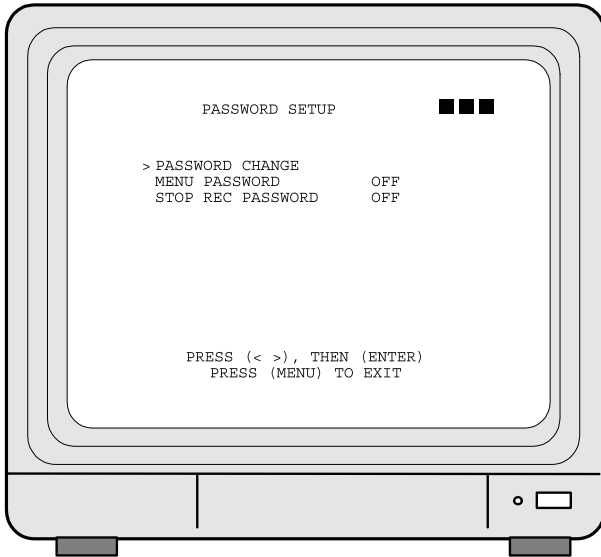 PASSWORD SETUP
> PASSWORD CHANGE
MENU PASSWORD OFF
STOP REC PASSWORD OFF
PRESS (< >), THEN (ENTER)
PRESS (MENU) TO EXIT